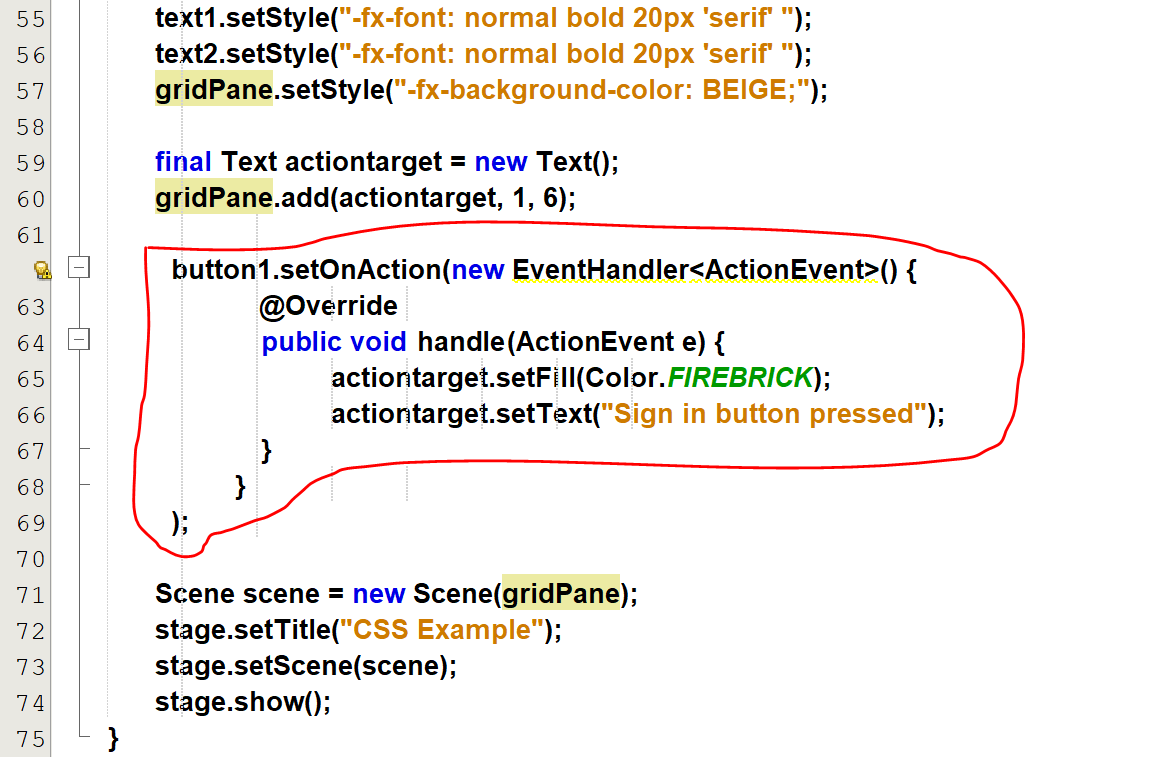 55 text1.setStyle("-fx-font: normal bold 20px 'serif' ");
56 text2.setStyle("-fx-font: normal bold 20px 'serif' ");
57 gridPane.setStyle("-fx-background-color: BEIGE;");
58
59 final Text actiontarget = new Text();
60 gridPane.add(actiontarget, 1, 6);
61
button1.setOnAction(new EventHandler<ActionEvent>() {
63 @Override
64 public void handle(ActionEvent e) {
65 actiontarget.setFill(Color.FIREBRICK);
66 actiontarget.setText("Sign in button pressed");
67 }
68 }
69 );
70
71 Scene scene = new Scene(gridPane);
72 stage.setTitle("CSS Example");
73 stage.setScene(scene);
74 stage.show();
75 }